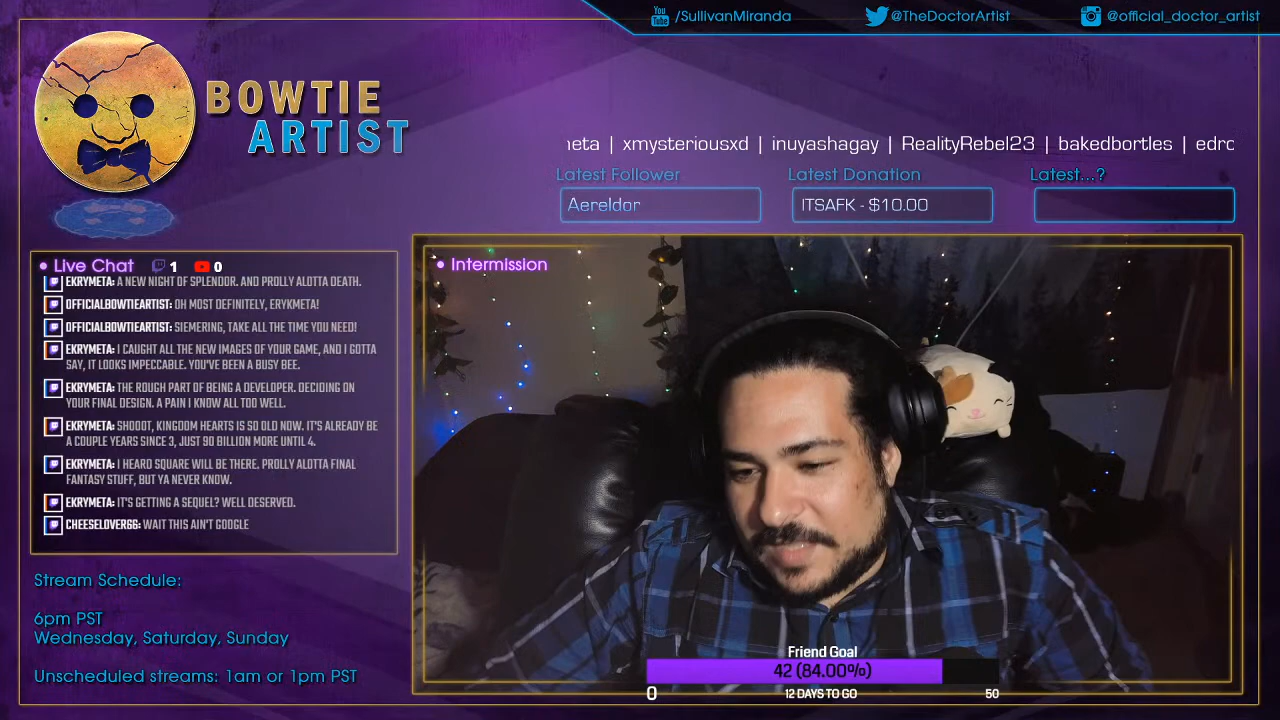 /SullivanMiranda
@TheDoctorArtist
@official_doctor_artist
You
Tube
BOWTIE
ARTIST
| xmysteriousxd | inuyashagay | RealityRebel23 | bakedbortles |
Latest Follower
Latest Donation
Latest...?
Aereldor
ITSAFK - $10.00
Live Chat
1
0
EKRYMETA: A NEW NIGHT OF SPLENDOR. AND PROLLY ALOTTA DEATH.
OFFICIALBOWTIEARTIST: OH MOST DEFINITELY, ERYKMETA!
OFFICIALBOWTIEARTIST: SIEMERING, TAKE ALL THE TIME YOU NEED!
EKRYMETA: I CAUGHT ALL THE NEW IMAGES OF YOUR GAME, AND I GOTTA
SAY, IT LOOKS IMPECCABLE. YOU'VE BEEN A BUSY BEE.
EKRYMETA: THE ROUGH PART OF BEING A DEVELOPER. DECIDING ON
YOUR FINAL DESIGN. A PAIN I KNOW ALL TOO WELL.
EKRYMETA: SHOOOT, KINGDOM HEARTS IS SO OLD NOW. IT'S ALREADY BE
A COUPLE YEARS SINCE 3, JUST 90 BILLION MORE UNTIL 4.
EKRYMETA: I HEARD SQUARE WILL BE THERE. PROLLY ALOTTA FINAL
FANTASY STUFF, BUT YA NEVER KNOW.
EKRYMETA: IT'S GETTING A SEQUEL? WELL DESERVED.
CHEESELOVER66: WAIT THIS AIN'T GOOGLE
Intermission
Stream Schedule:
6pm PST
Wednesday, Saturday, Sunday
Unscheduled streams: 1am or 1pm PST
Friend Goal
42 (84.00%)
0
12 DAYS TO GO
50